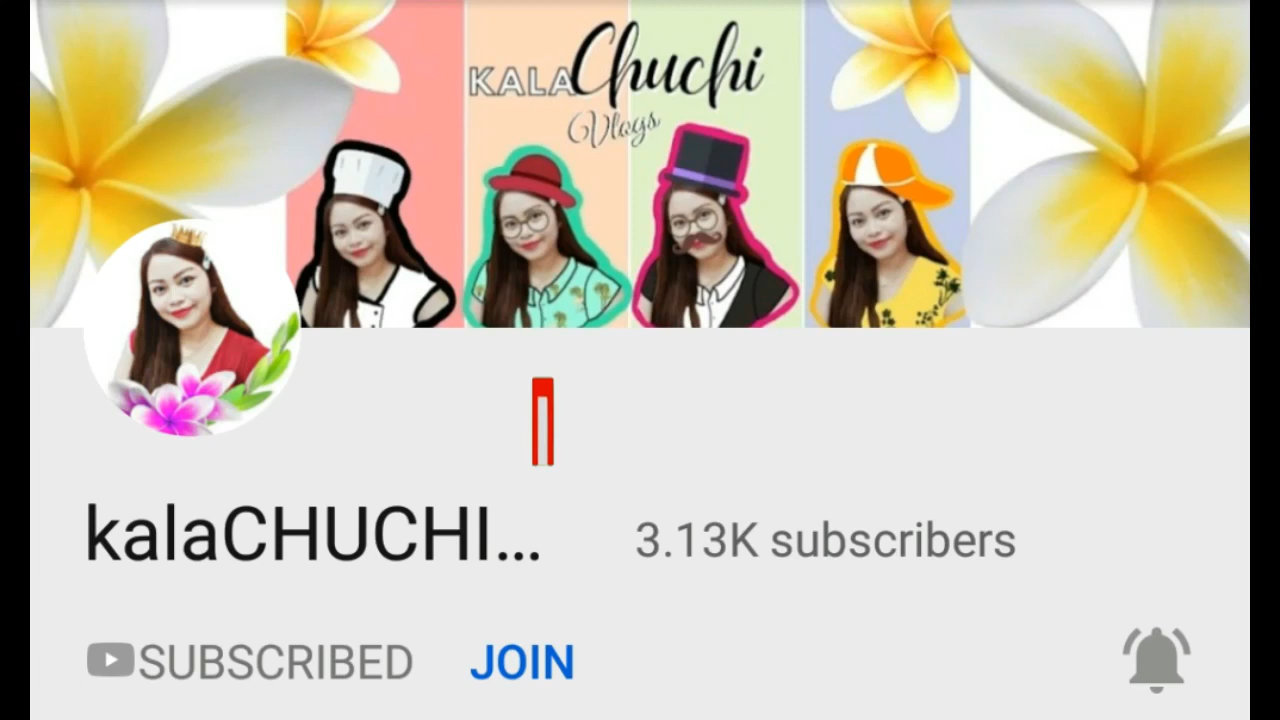 KALA Chuchi
Vlogs
kalaCHUCHI...
3.13K subscribers
SUBSCRIBED
JOIN